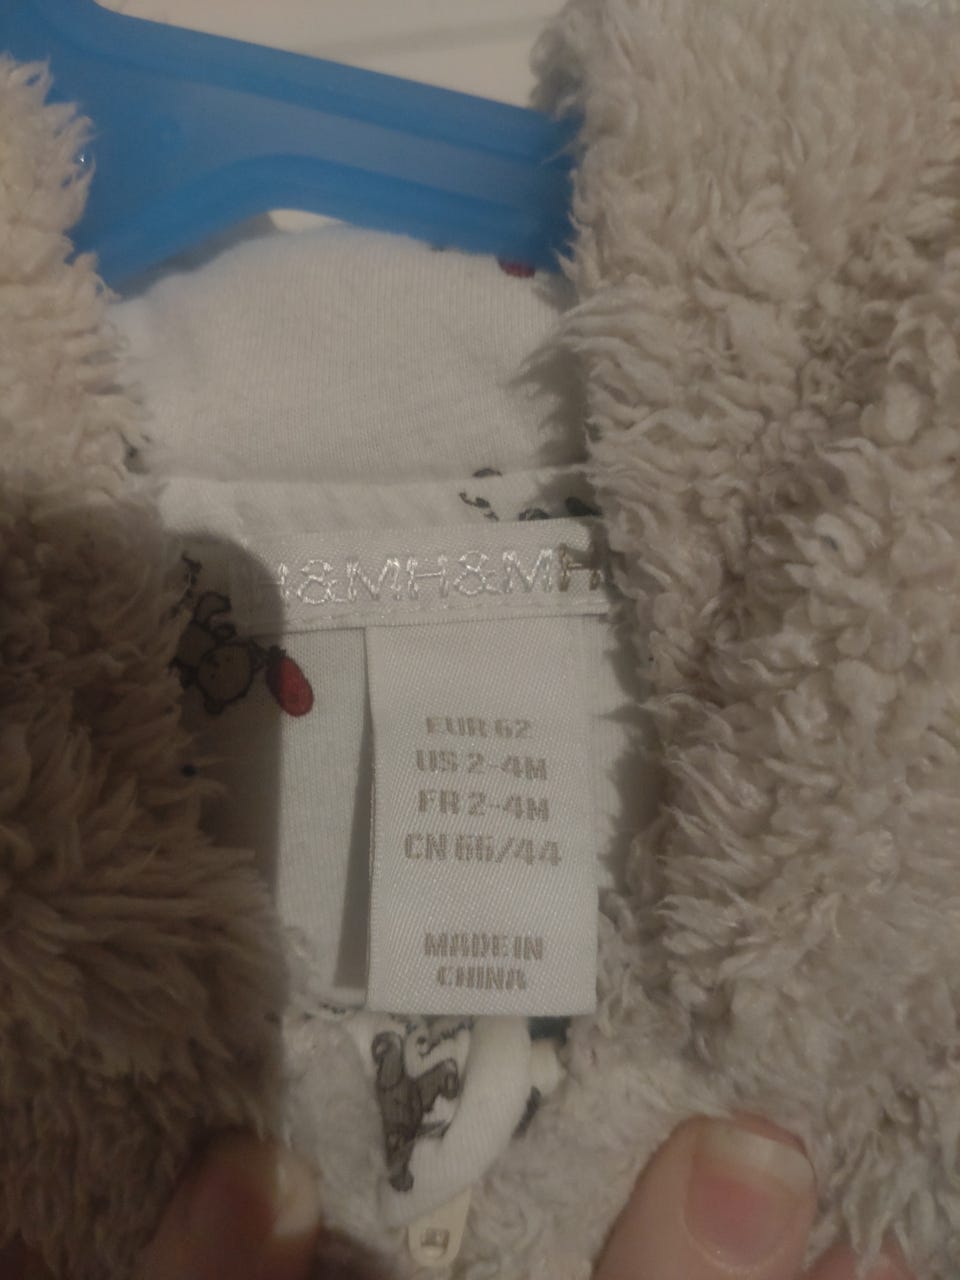 H&MH&MH
EUR 62
US 2-4M
FR 2-4M
CN 66/44
MADE IN
CHINA